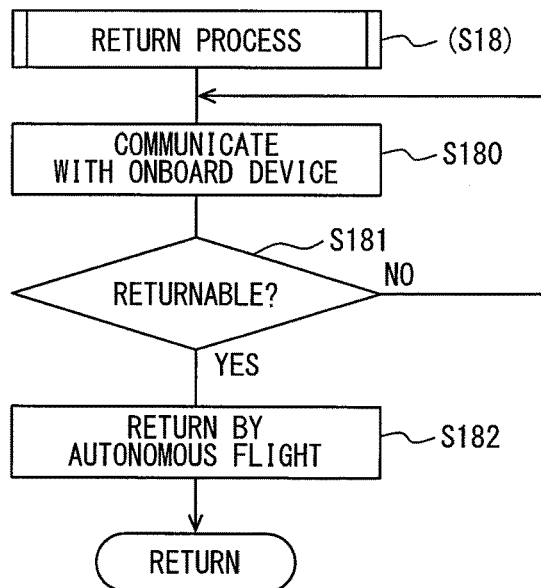 RETURN PROCESS
(S18)
COMMUNICATE
WITH ONBOARD DEVICE
S180
S181
RETURNABLE?
NO
YES
RETURN BY
AUTONOMOUS FLIGHT
S182
RETURN